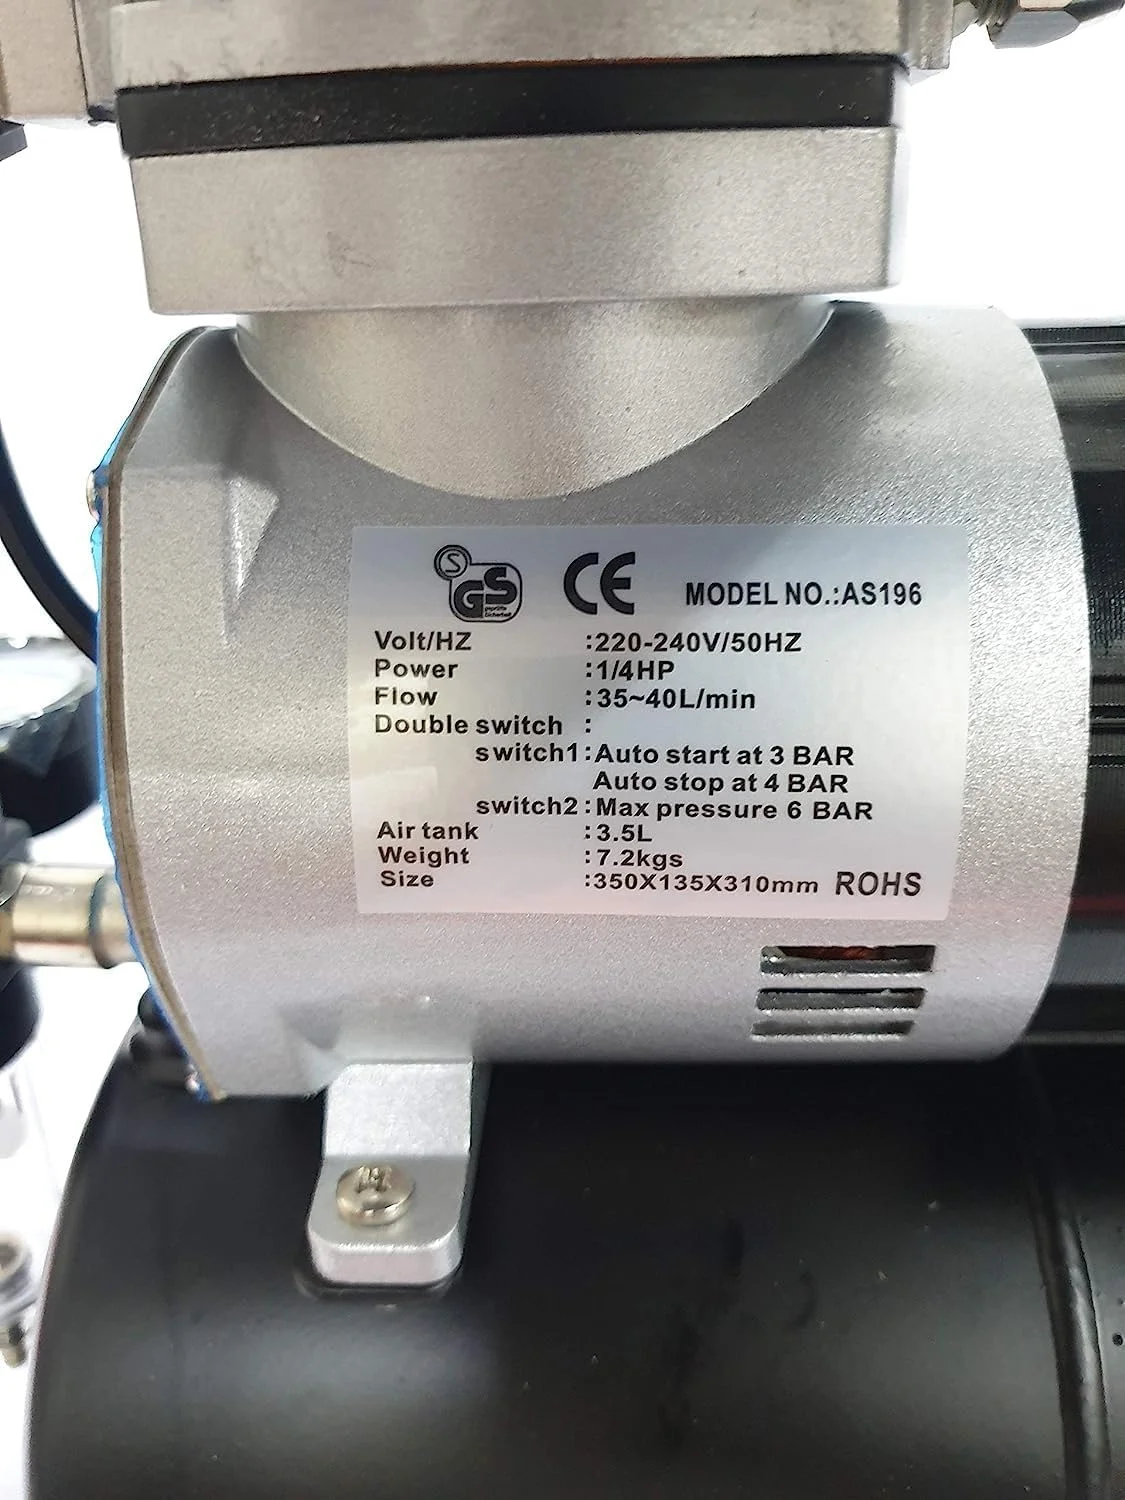 S
GS
geprüfte
Sicherheit
CE
MODEL NO.:AS196
Volt/HZ :220-240V/50HZ
Power :1/4HP
Flow :35~40L/min
Double switch :
switch1:Auto start at 3 BAR
Auto stop at 4 BAR
switch2:Max pressure 6 BAR
Air tank :3.5L
Weight :7.2kgs
Size :350X135X310mm ROHS